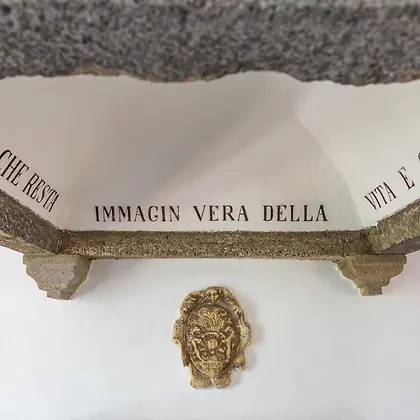 CHE RESTA
IMMAGIN VERA DELLA
VITA E